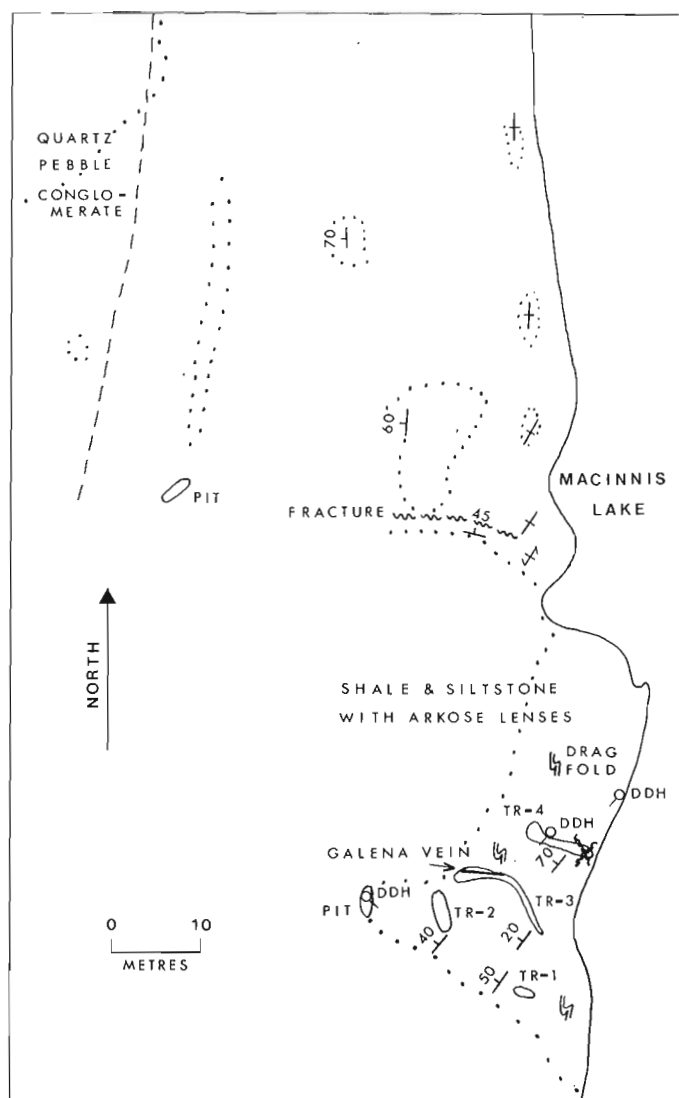 QUARTZ
PEBBLE
CONGLO-
MERATE
70
60
PIT
FRACTURE
45
MACINNIS
LAKE
NORTH
SHALE & SILTSTONE
WITH ARKOSE LENSES
DRAG
FOLD
DDH
TR-4
DDH
70
GALENA VEIN
DDH
PIT
TR-2
TR-3
40
20
0 10
METRES
50
TR-1